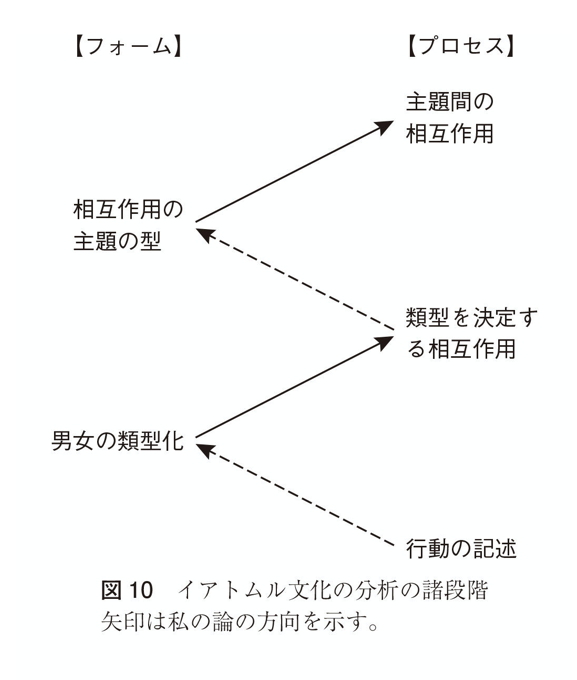 【フォーム】
【プロセス】
主題間の
相互作用
相互作用の
主題の型
類型を決定す
る相互作用
男女の類型化
行動の記述
図10 イアトムル文化の分析の諸段階
矢印は私の論の方向を示す。